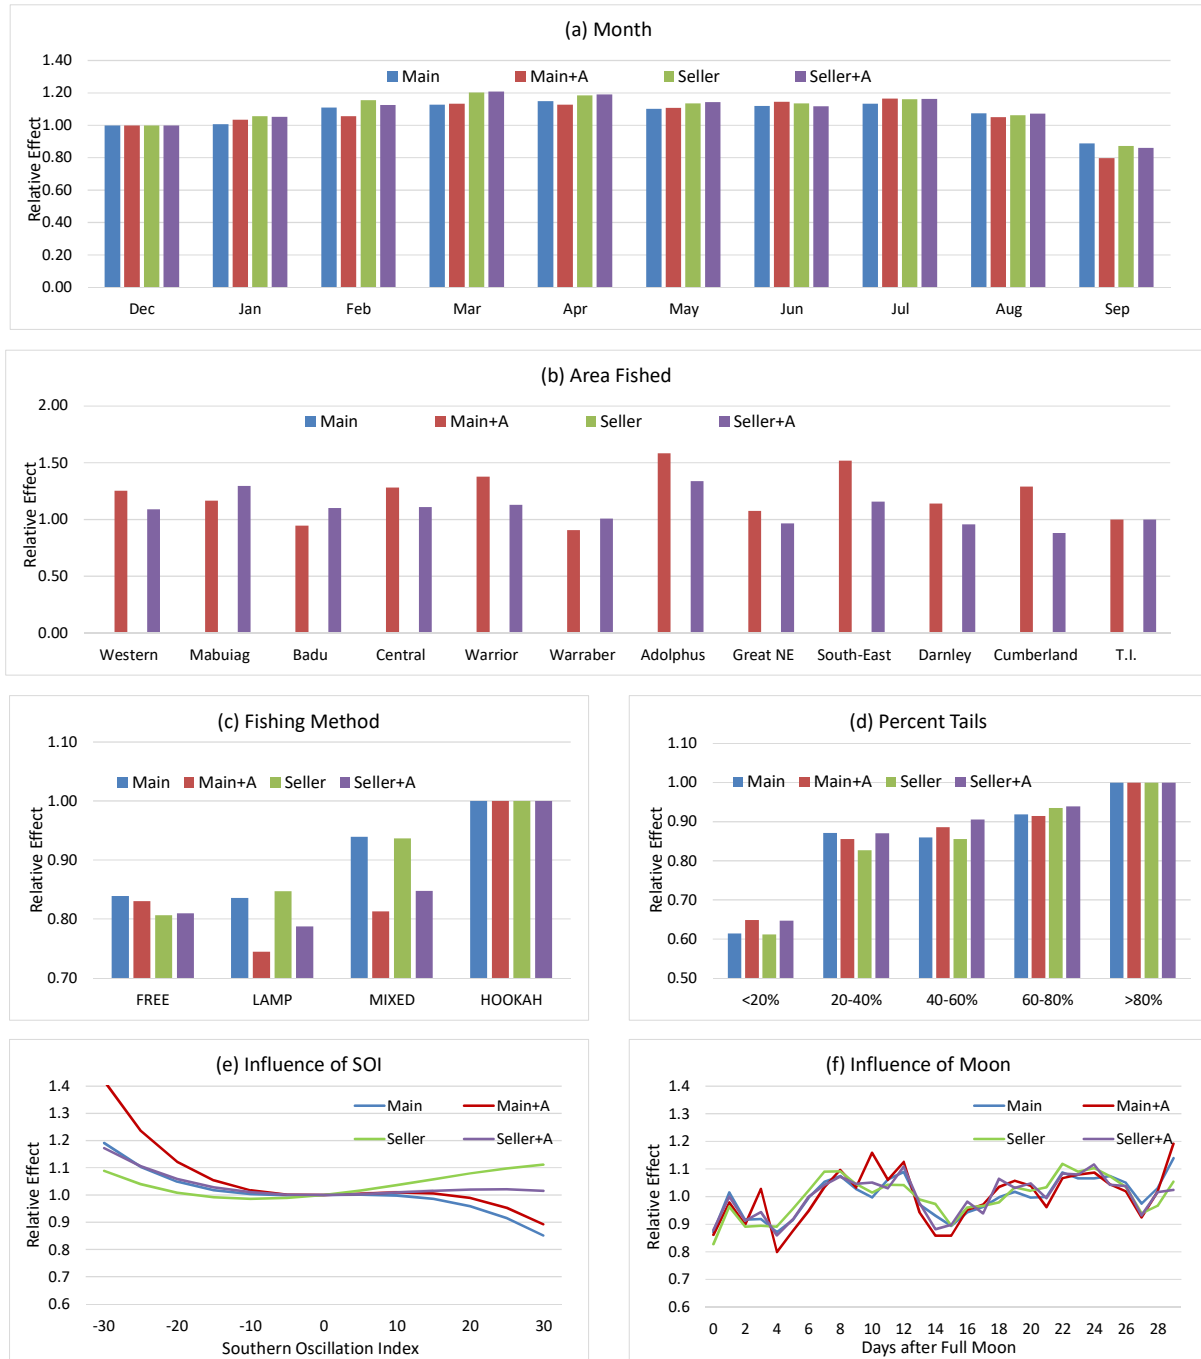 (a) Month
1.40
1.20
1.00
0.80
0.60
0.40
0.20
0.00
Relative Effect
Main Main+A Seller Seller+A
Dec Jan Feb Mar Apr May Jun Jul Aug Sep
(b) Area Fished
2.00
1.50
1.00
0.50
0.00
Relative Effect
Main Main+A Seller Seller+A
Western Mabuiag Badu Central Warrior Warraber Adolphus Great NE South-East Darnley Cumberland T.I.
(c) Fishing Method
1.10
1.00
0.90
0.80
0.70
Relative Effect
Main Main+A Seller Seller+A
FREE LAMP MIXED HOOKAH
(d) Percent Tails
1.10
1.00
0.90
0.80
0.70
0.60
0.50
Relative Effect
Main Main+A Seller Seller+A
<20% 20-40% 40-60% 60-80% >80%
(e) Influence of SOI
1.4
1.3
1.2
1.1
1.0
0.9
0.8
0.7
0.6
Relative Effect
Main Main+A
Seller Seller+A
-30 -20 -10 0 10 20 30
Southern Oscillation Index
(f) Influence of Moon
1.4
1.3
1.2
1.1
1.0
0.9
0.8
0.7
0.6
Relative Effect
Main Main+A
Seller Seller+A
0 2 4 6 8 10 12 14 16 18 20 22 24 26 28
Days after Full Moon